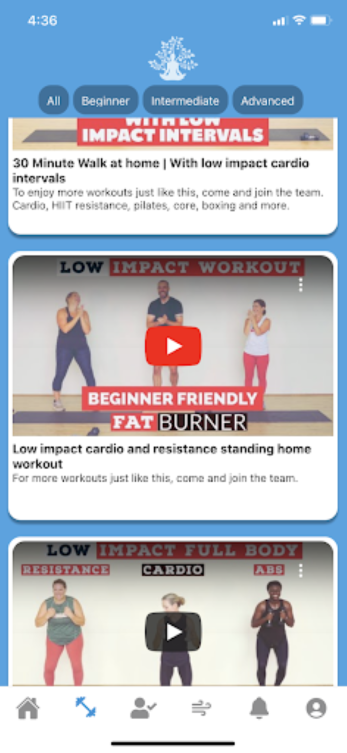 4:36
All
Beginner
Intermediate
Advanced
WITH LOW
IMPACT INTERVALS
30 Minute Walk at home | With low impact cardio
intervals
To enjoy more workouts just like this, come and join the team.
Cardio, HIIT resistance, pilates, core, boxing and more.
LOW IMPACT WORKOUT
BEGINNER FRIENDLY
FAT BURNER
Low impact cardio and resistance standing home
workout
For more workouts just like this, come and join the team.
LOW IMPACT FULL BODY
RESISTANCE CARDIO ABS